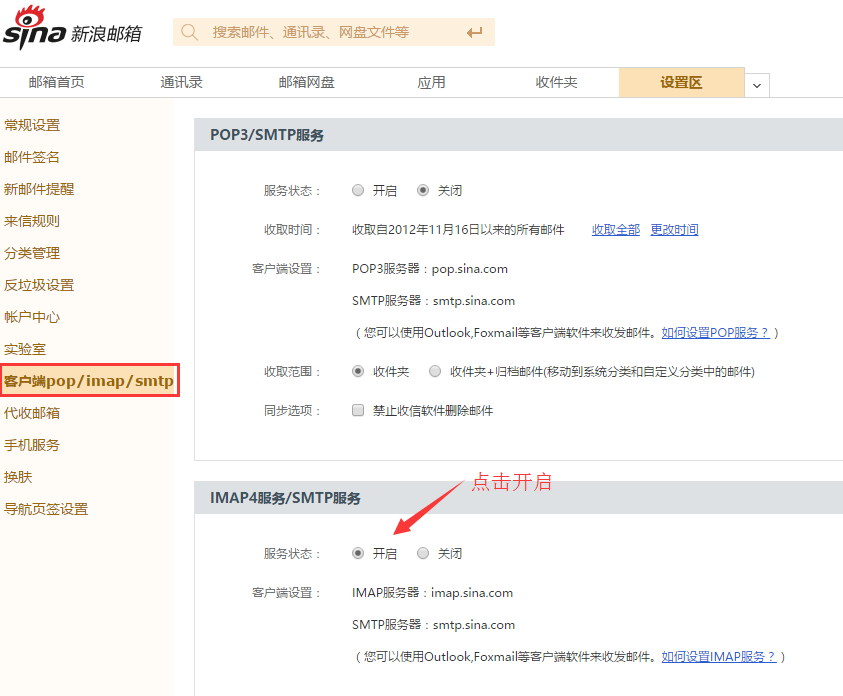 sina 新浪邮箱
搜索邮件、通讯录、网盘文件等
邮箱首页 通讯录 邮箱网盘 应用 收件夹 设置区
常规设置
邮件签名
新邮件提醒
来信规则
分类管理
反垃圾设置
帐户中心
实验室
客户端pop/imap/smtp
代收邮箱
手机服务
换肤
导航页签设置
POP3/SMTP服务
服务状态： 开启 关闭
收取时间： 收取自2012年11月16日以来的所有邮件 收取全部 更改时间
客户端设置： POP3服务器：pop.sina.com
SMTP服务器：smtp.sina.com
（您可以使用Outlook,Foxmail等客户端软件来收发邮件。如何设置POP服务？）
收取范围： 收件夹 收件夹+归档邮件(移动到系统分类和自定义分类中的邮件)
同步选项： 禁止收信软件删除邮件
点击开启
IMAP4服务/SMTP服务
服务状态： 开启 关闭
客户端设置： IMAP服务器：imap.sina.com
SMTP服务器：smtp.sina.com
（您可以使用Outlook,Foxmail等客户端软件来收发邮件。如何设置IMAP服务？）